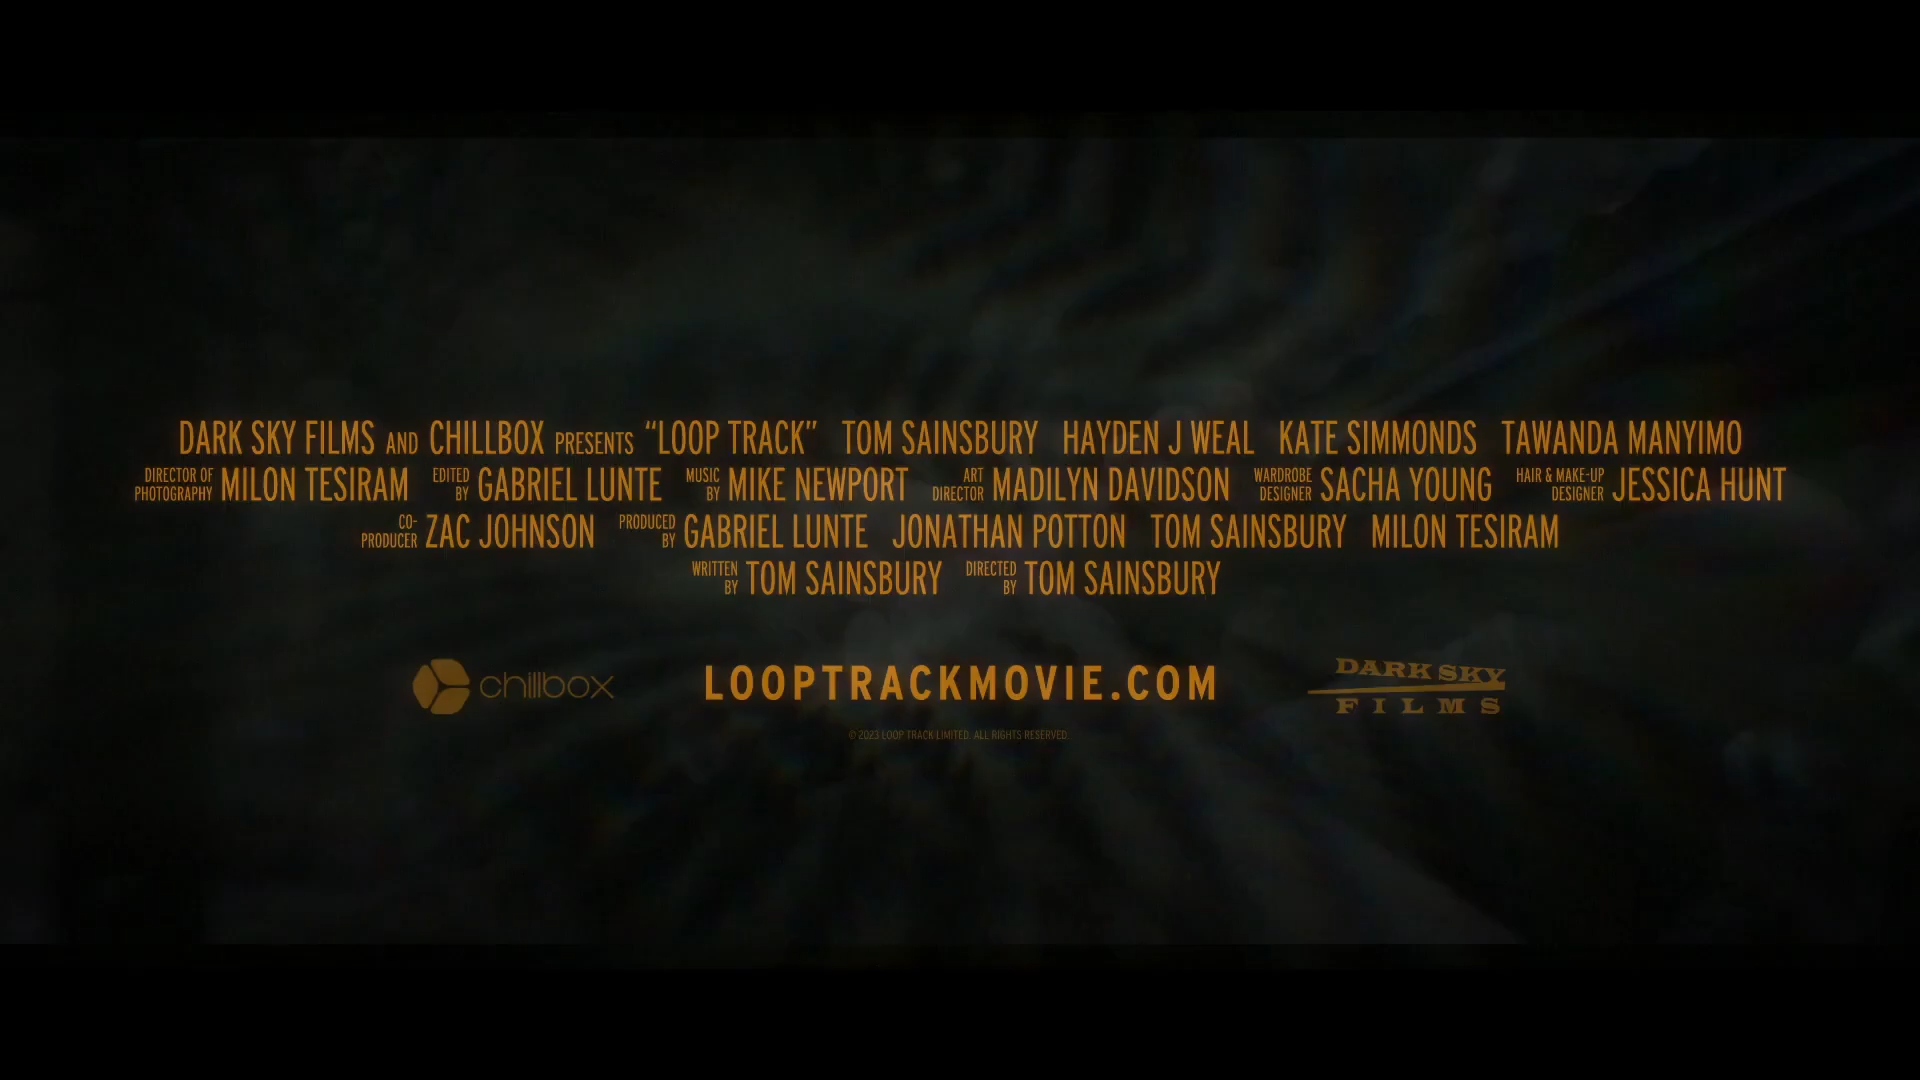 DARK SKY FILMS AND CHILLBOX PRESENTS “LOOP TRACK” TOM SAINSBURY HAYDEN J WEAL KATE SIMMONDS TAWANDA MANYIMO
DIRECTOR OF PHOTOGRAPHY MILON TESIRAM EDITED BY GABRIEL LUNTE MUSIC BY MIKE NEWPORT ART DIRECTOR MADILYN DAVIDSON WARDROBE DESIGNER SACHA YOUNG HAIR & MAKE-UP DESIGNER JESSICA HUNT
CO-PRODUCER ZAC JOHNSON PRODUCED BY GABRIEL LUNTE JONATHAN POTTON TOM SAINSBURY MILON TESIRAM
WRITTEN BY TOM SAINSBURY DIRECTED BY TOM SAINSBURY
chillbox LOOPTRACKMOVIE.COM DARK SKY FILMS
© 2023 LOOP TRACK LIMITED. ALL RIGHTS RESERVED.